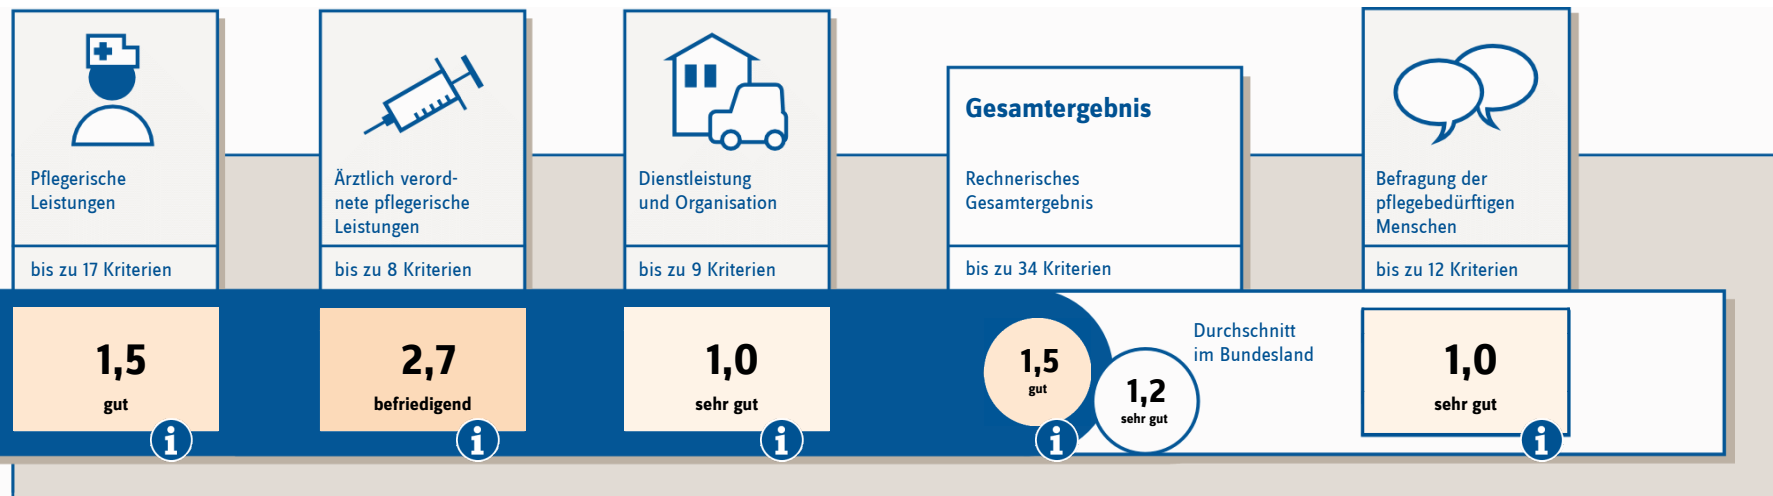 Pflegerische
Leistungen
bis zu 17 Kriterien
1,5
gut
i
Ärztlich verord-
nete pflegerische
Leistungen
bis zu 8 Kriterien
2,7
befriedigend
i
Dienstleistung
und Organisation
bis zu 9 Kriterien
1,0
sehr gut
i
Gesamtergebnis
Rechnerisches
Gesamtergebnis
bis zu 34 Kriterien
1,5
gut
i
1,2
sehr gut
Durchschnitt
im Bundesland
Befragung der
pflegebedürftigen
Menschen
bis zu 12 Kriterien
1,0
sehr gut
i